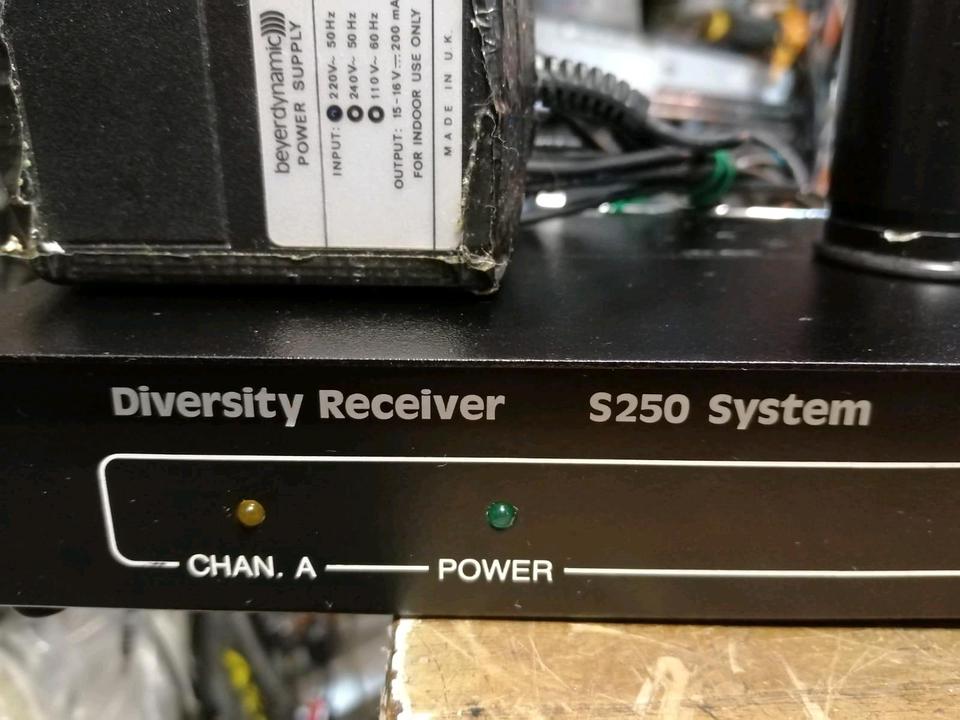 beyerdynamic))))
POWER SUPPLY
INPUT: 220V~ 50Hz
240V~ 50Hz
110V~ 60Hz
OUTPUT: 15-16V 200 mA
FOR INDOOR USE ONLY
MADE IN U.K.
Diversity Receiver S250 System
CHAN. A POWER